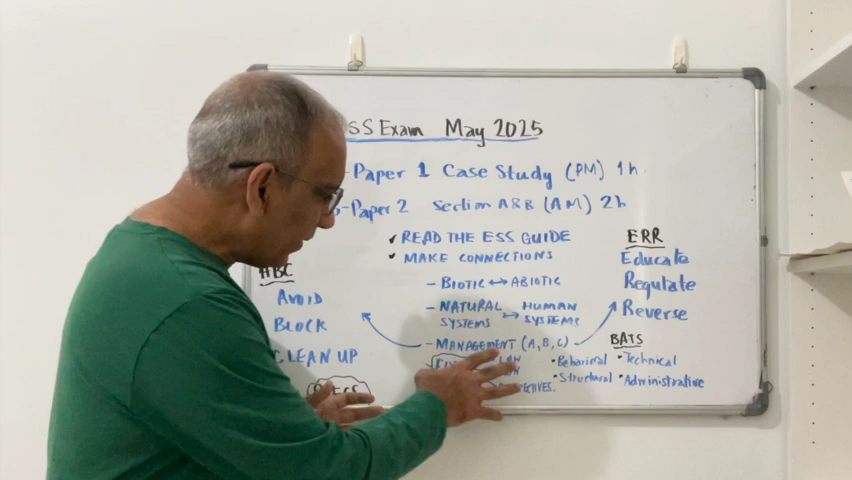 SS Exam May 2025
Paper 1 Case Study (PM) 1h
Paper 2 Section A&B (AM) 2h
✓ READ THE ESS GUIDE
✓ MAKE CONNECTIONS
- BIOTIC ↔ ABIOTIC
- NATURAL SYSTEMS ↔ HUMAN SYSTEMS
- MANAGEMENT (A, B, C)
ABC
AVOID
BLOCK
CLEAN UP
ERR
Educate
Regulate
Reverse
BATS
• Behavioral • Technical
• Structural • Administrative